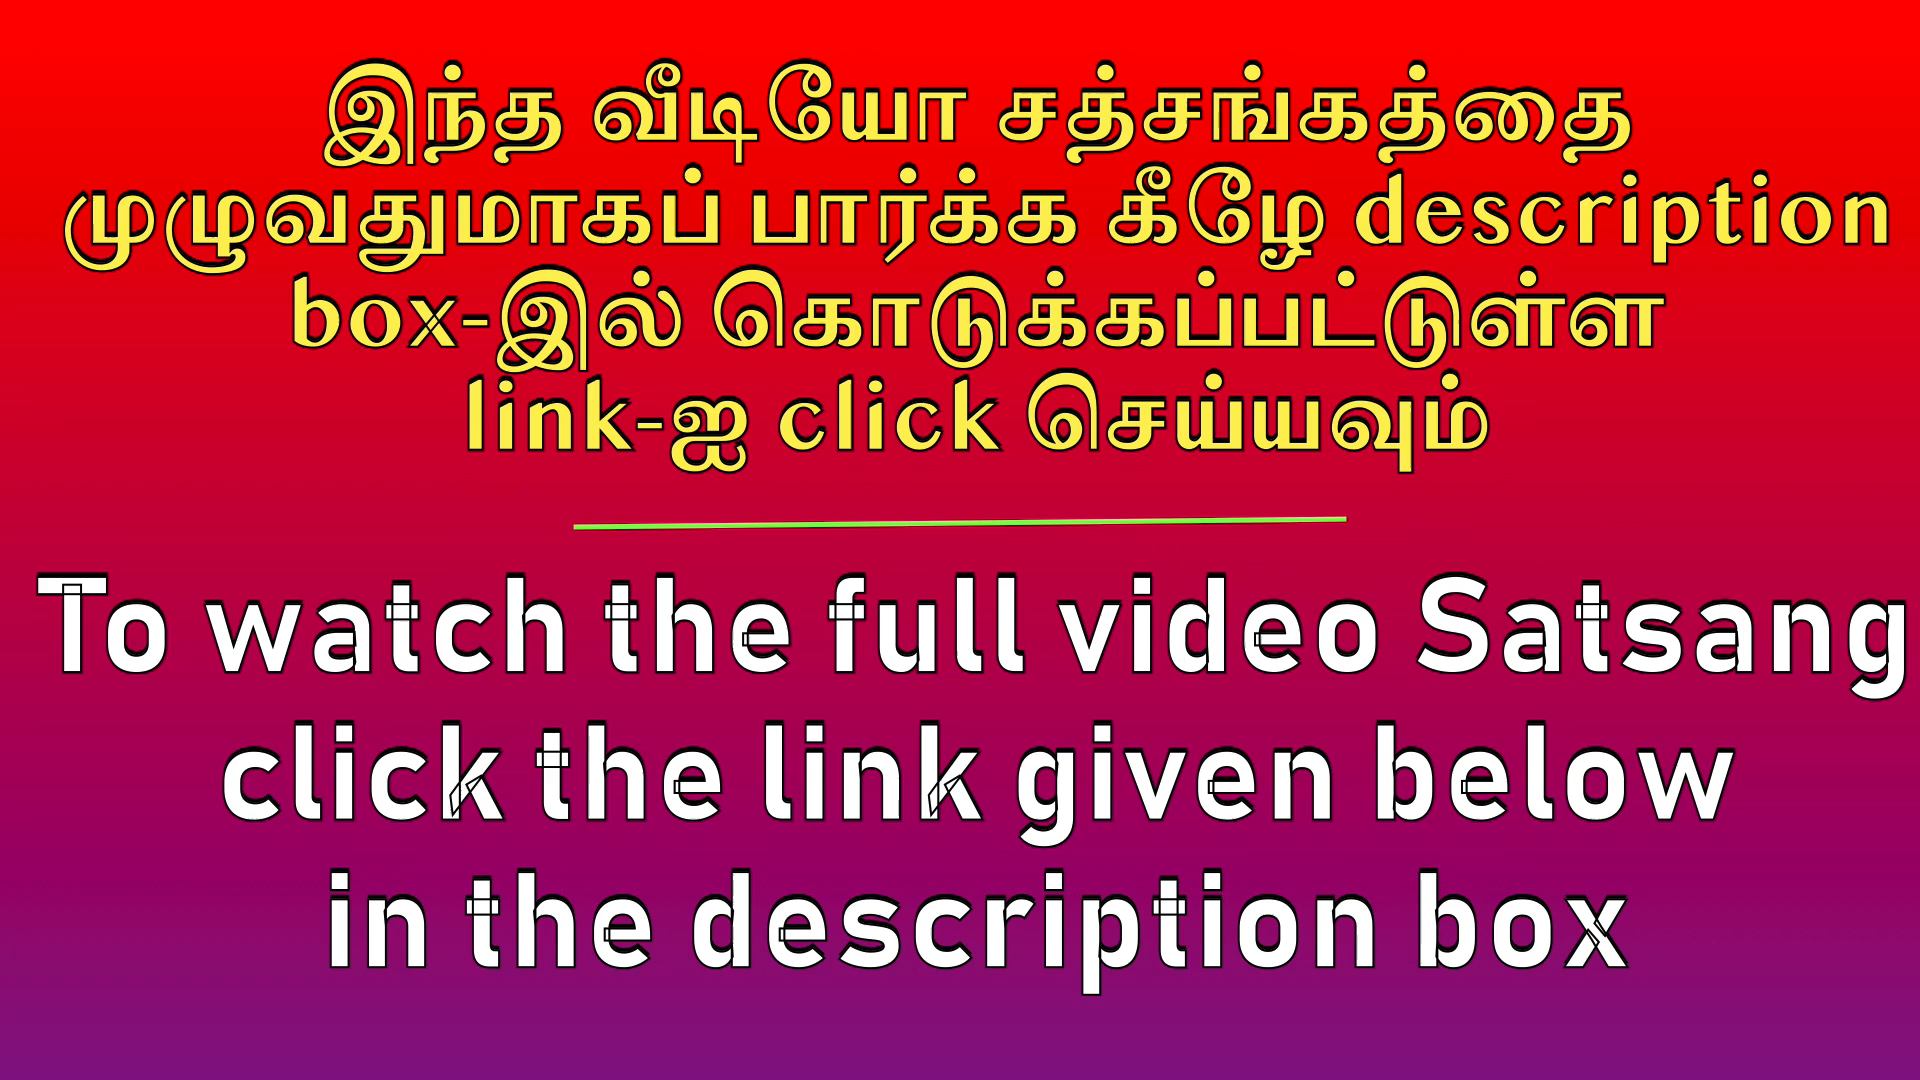 இந்த வீடியோ சத்சங்கத்தை
முழுவதுமாகப் பார்க்க கீழே description
box-இல் கொடுக்கப்பட்டுள்ள
link-ஐ click செய்யவும்
To watch the full video Satsang
click the link given below
in the description box